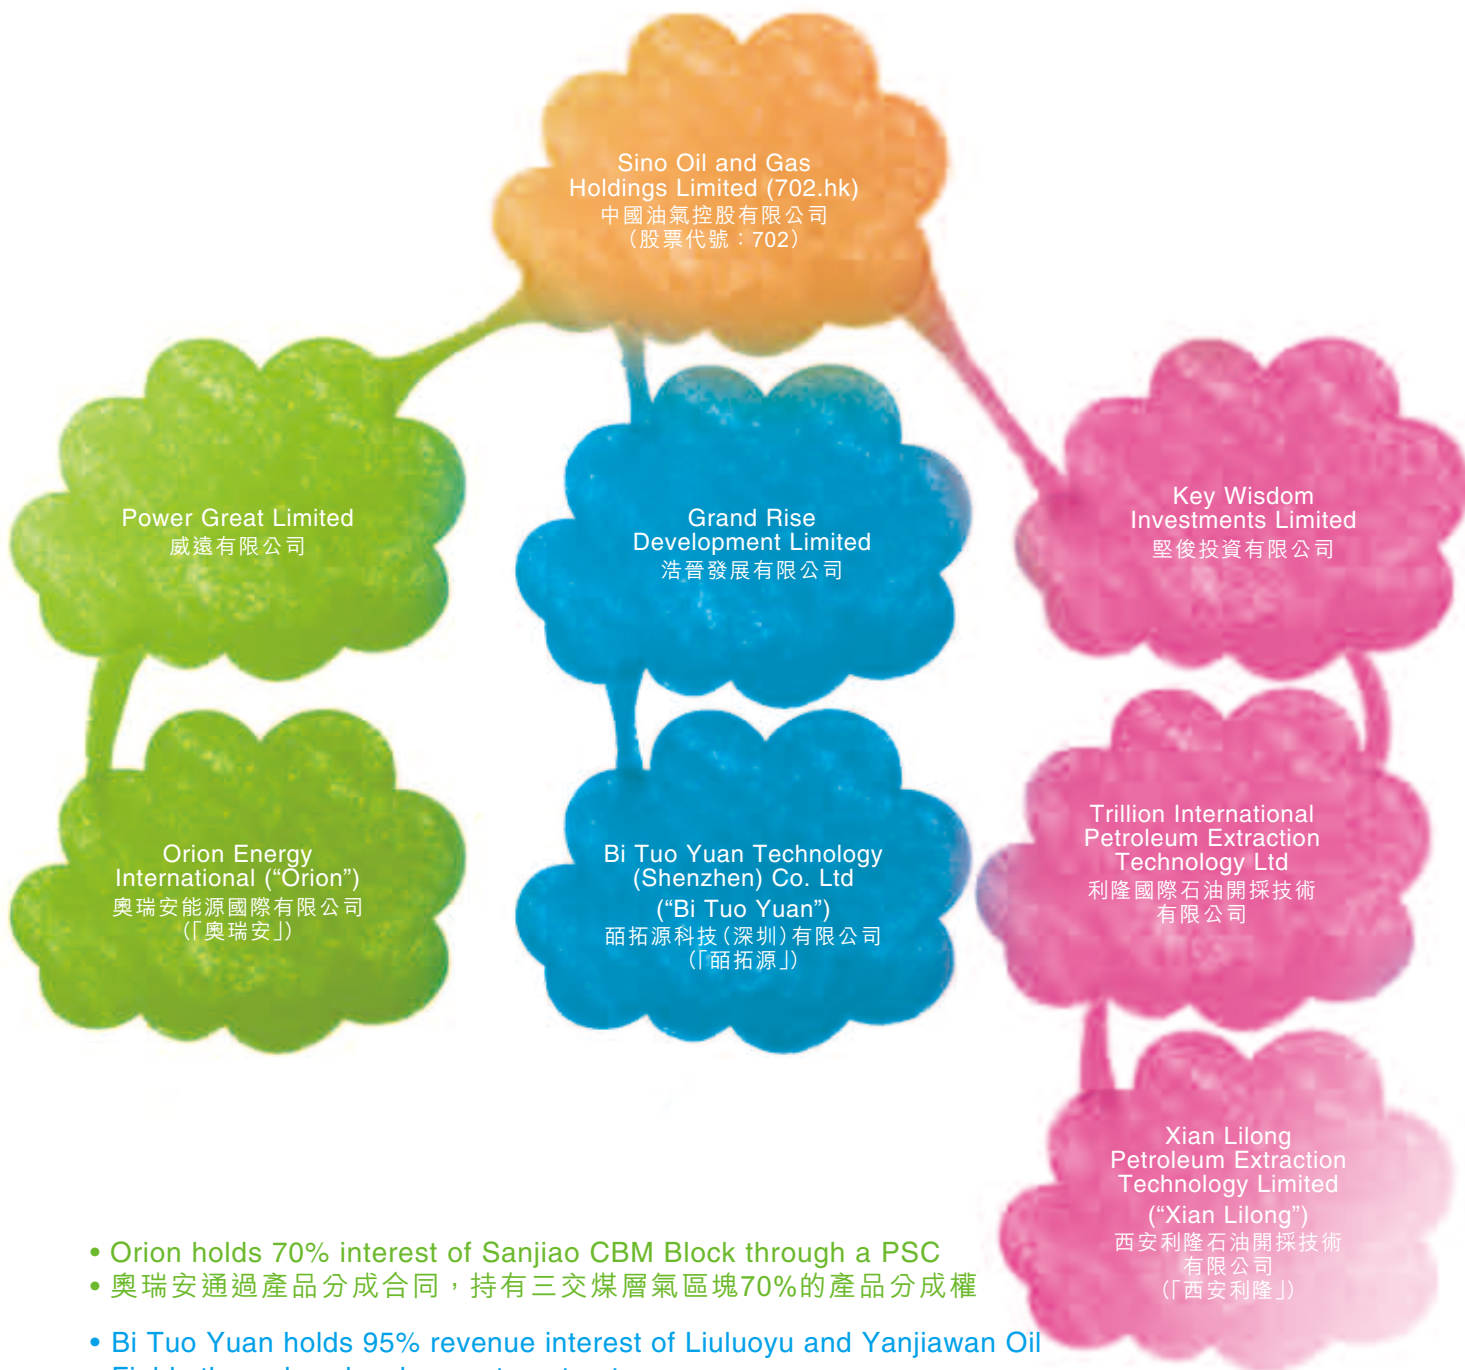 Sino Oil and Gas
Holdings Limited (702.hk)
中國油氣控股有限公司
（股票代號：702）
Power Great Limited
威遠有限公司
Grand Rise
Development Limited
浩晉發展有限公司
Key Wisdom
Investments Limited
堅俊投資有限公司
Orion Energy
International (“Orion”)
奧瑞安能源國際有限公司
（「奧瑞安」）
Bi Tuo Yuan Technology
(Shenzhen) Co. Ltd
(“Bi Tuo Yuan”)
皕拓源科技（深圳）有限公司
（「皕拓源」）
Trillion International
Petroleum Extraction
Technology Ltd
利隆國際石油開採技術
有限公司
Xian Lilong
Petroleum Extraction
Technology Limited
(“Xian Lilong”)
西安利隆石油開採技術
有限公司
（「西安利隆」）
• Orion holds 70% interest of Sanjiao CBM Block through a PSC
• 奧瑞安通過產品分成合同，持有三交煤層氣區塊70%的產品分成權
• Bi Tuo Yuan holds 95% revenue interest of Liuluoyu and Yanjiawan Oil